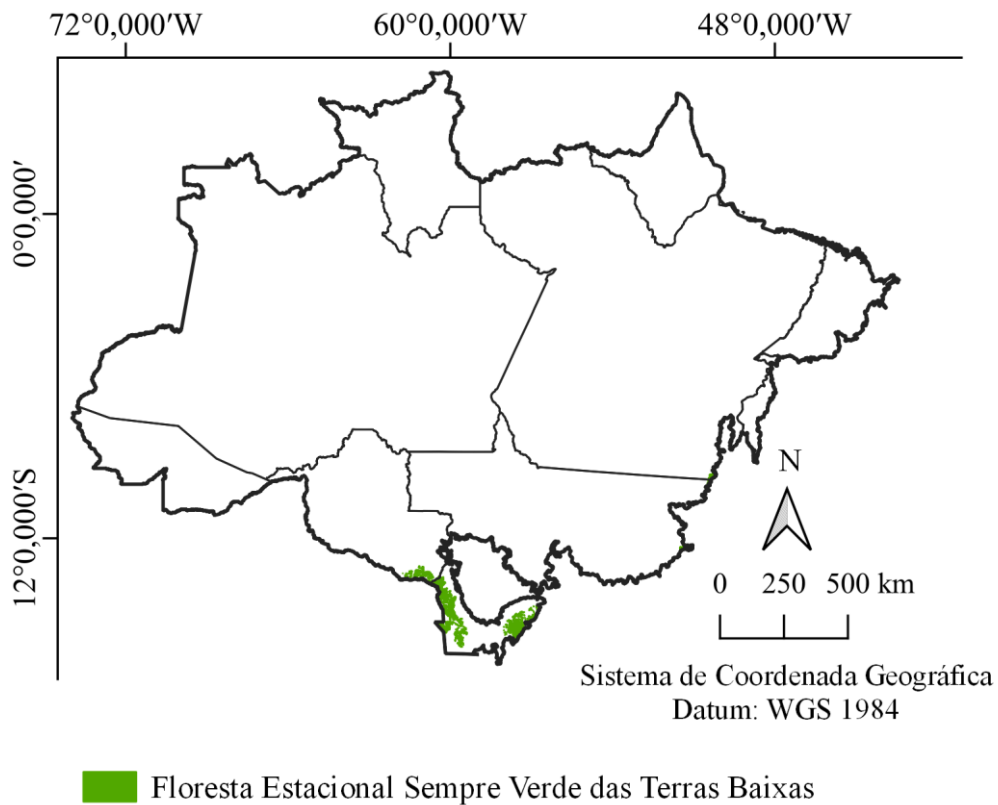 72°0,000′W 60°0,000′W 48°0,000′W
0°0,000′
12°0,000′S
N
0 250 500 km
Sistema de Coordenada Geográfica
Datum: WGS 1984
Floresta Estacional Sempre Verde das Terras Baixas